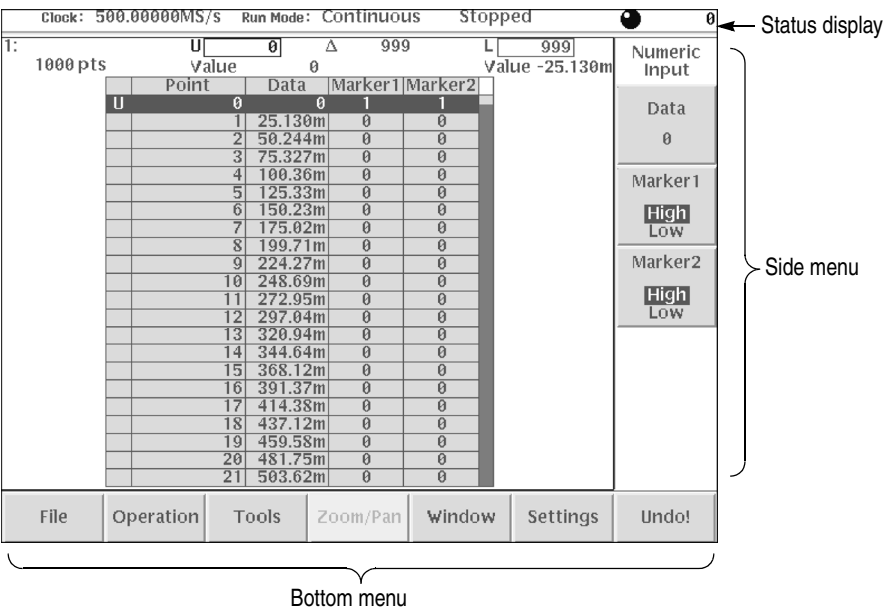 Clock: 500.00000MS/s Run Mode: Continuous Stopped 0
Status display
1: U 0 Δ 999 L 999
1000 pts Value 0 Value -25.130m
Numeric
Input
Point Data Marker1 Marker2
U 0 0 1 1
1 25.130m 0 0
2 50.244m 0 0
3 75.327m 0 0
4 100.36m 0 0
5 125.33m 0 0
6 150.23m 0 0
7 175.02m 0 0
8 199.71m 0 0
9 224.27m 0 0
10 248.69m 0 0
11 272.95m 0 0
12 297.04m 0 0
13 320.94m 0 0
14 344.64m 0 0
15 368.12m 0 0
16 391.37m 0 0
17 414.38m 0 0
18 437.12m 0 0
19 459.58m 0 0
20 481.75m 0 0
21 503.62m 0 0
Data
0
Marker1
High
Low
Marker2
High
Low
Side menu
File Operation Tools Zoom/Pan Window Settings Undo!
Bottom menu